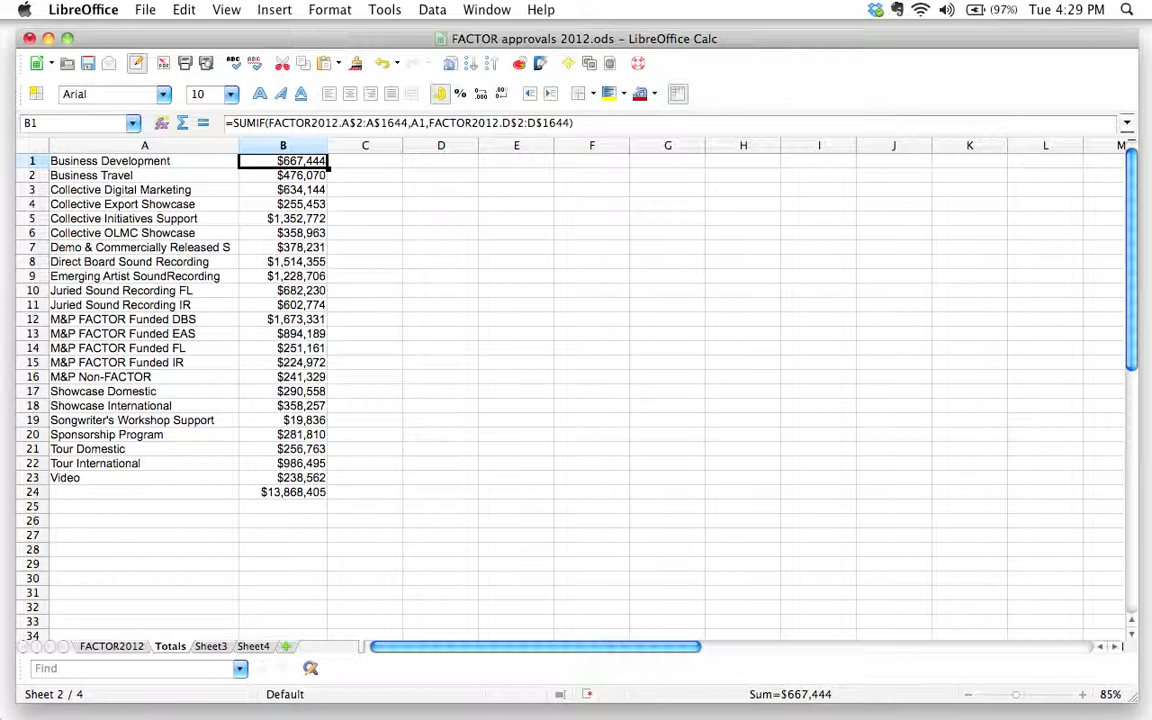 LibreOffice File Edit View Insert Format Tools Data Window Help (97%) Tue 4:29 PM
FACTOR approvals 2012.ods - LibreOffice Calc
Arial 10
B1 =SUMIF(FACTOR2012.A$2:A$1644,A1,FACTOR2012.D$2:D$1644)
A B C D E F G H I J K L M
1 Business Development $667,444
2 Business Travel $476,070
3 Collective Digital Marketing $634,144
4 Collective Export Showcase $255,453
5 Collective Initiatives Support $1,352,772
6 Collective OLMC Showcase $358,963
7 Demo & Commercially Released S $378,231
8 Direct Board Sound Recording $1,514,355
9 Emerging Artist SoundRecording $1,228,706
10 Juried Sound Recording FL $682,230
11 Juried Sound Recording IR $602,774
12 M&P FACTOR Funded DBS $1,673,331
13 M&P FACTOR Funded EAS $894,189
14 M&P FACTOR Funded FL $251,161
15 M&P FACTOR Funded IR $224,972
16 M&P Non-FACTOR $241,329
17 Showcase Domestic $290,558
18 Showcase International $358,257
19 Songwriter's Workshop Support $19,836
20 Sponsorship Program $281,810
21 Tour Domestic $256,763
22 Tour International $986,495
23 Video $238,562
24 $13,868,405
25
26
27
28
29
30
31
32
33
34
FACTOR2012 Totals Sheet3 Sheet4
Find
Sheet 2 / 4 Default Sum=$667,444 85%